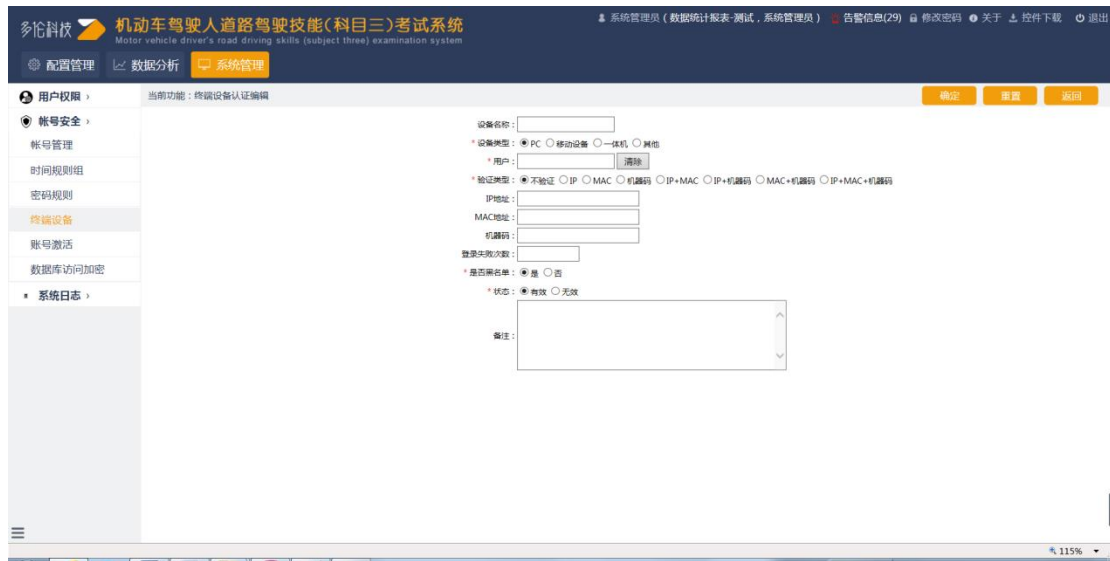 多伦科技 机动车驾驶人道路驾驶技能(科目三)考试系统
Motor vehicle driver's road driving skills (subject three) examination system
系统管理员 ( 数据统计报表-测试 , 系统管理员 ) 告警信息(29) 修改密码 关于 控件下载 退出
配置管理 数据分析 系统管理
用户权限 ›
当前功能 : 终端设备认证编辑 确定 重置 返回
帐号安全 ›
帐号管理
时间规则组
密码规则
终端设备
账号激活
数据库访问加密
系统日志 ›
设备名称 :
* 设备类型 : PC 移动设备 一体机 其他
* 用户 : 清除
* 验证类型 : 不验证 IP MAC 机器码 IP+MAC IP+机器码 MAC+机器码 IP+MAC+机器码
IP地址 :
MAC地址 :
机器码 :
登录失败次数 :
* 是否黑名单 : 是 否
* 状态 : 有效 无效
备注 :
115%